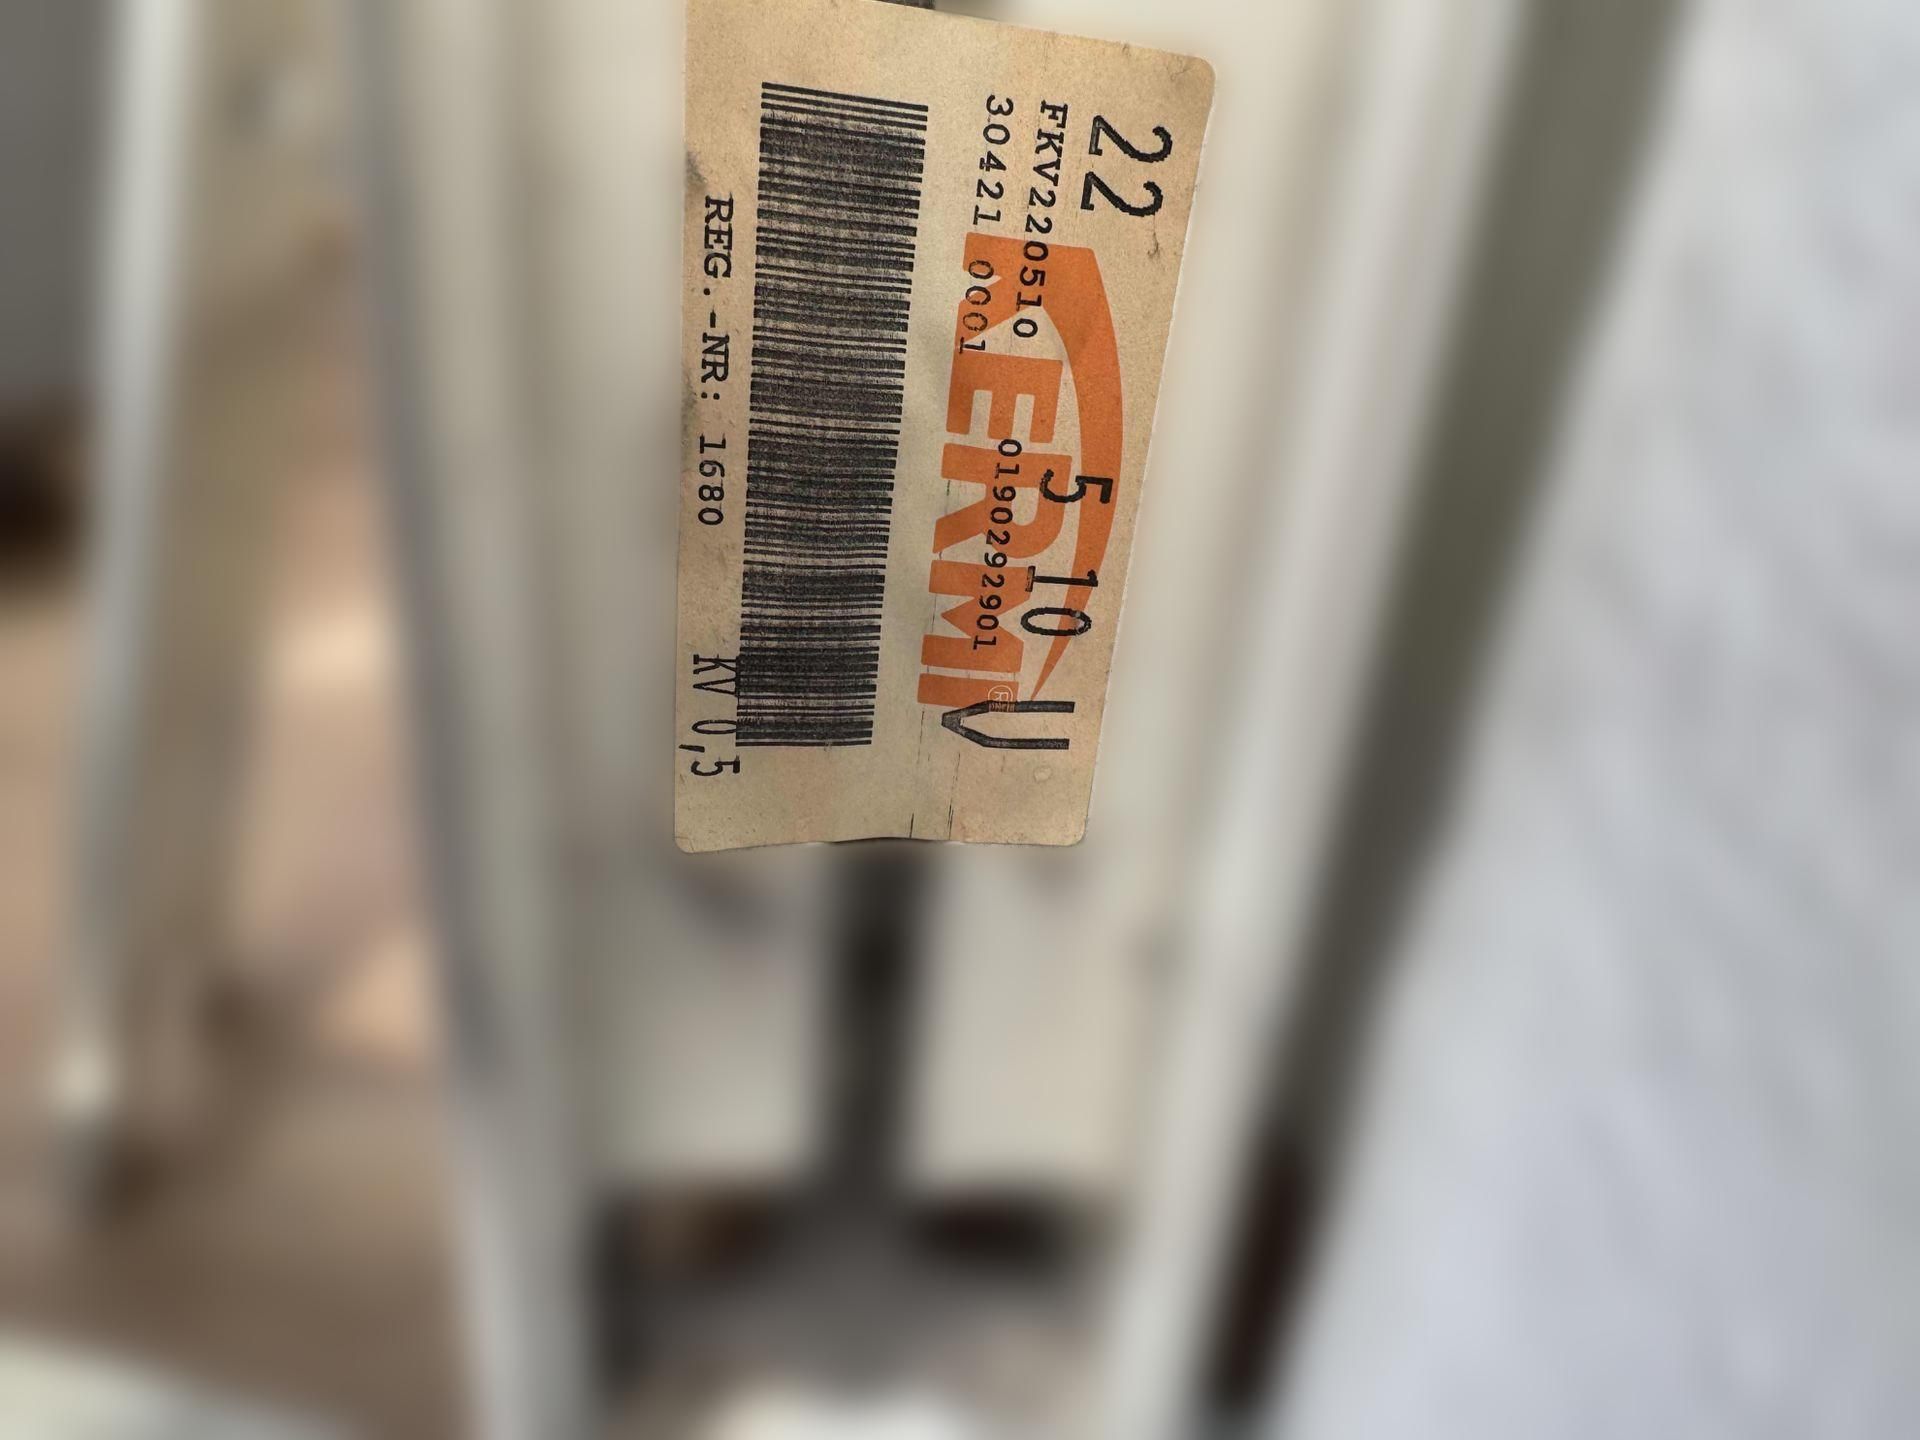 22 5 10 V
FKV220510 0190292901
30421 0001
KERMI®
REG.-NR: 1680 KV 0,5